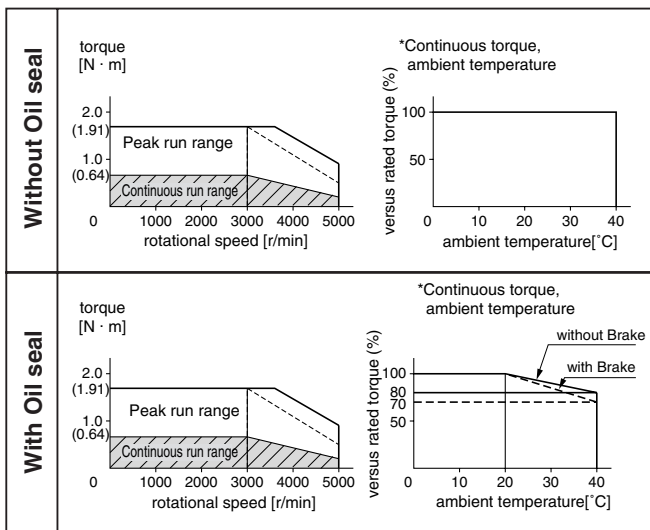 Without Oil seal
torque
[N · m]
2.0
(1.91)
1.0
(0.64)
0
Peak run range
Continuous run range
1000 2000 3000 4000 5000
rotational speed [r/min]
*Continuous torque,
ambient temperature
versus rated torque (%)
100
50
0 10 20 30 40
ambient temperature[˚C]
With Oil seal
torque
[N · m]
2.0
(1.91)
1.0
(0.64)
0
Peak run range
Continuous run range
1000 2000 3000 4000 5000
rotational speed [r/min]
*Continuous torque,
ambient temperature
without Brake
with Brake
versus rated torque (%)
100
80
70
50
0 10 20 30 40
ambient temperature[˚C]